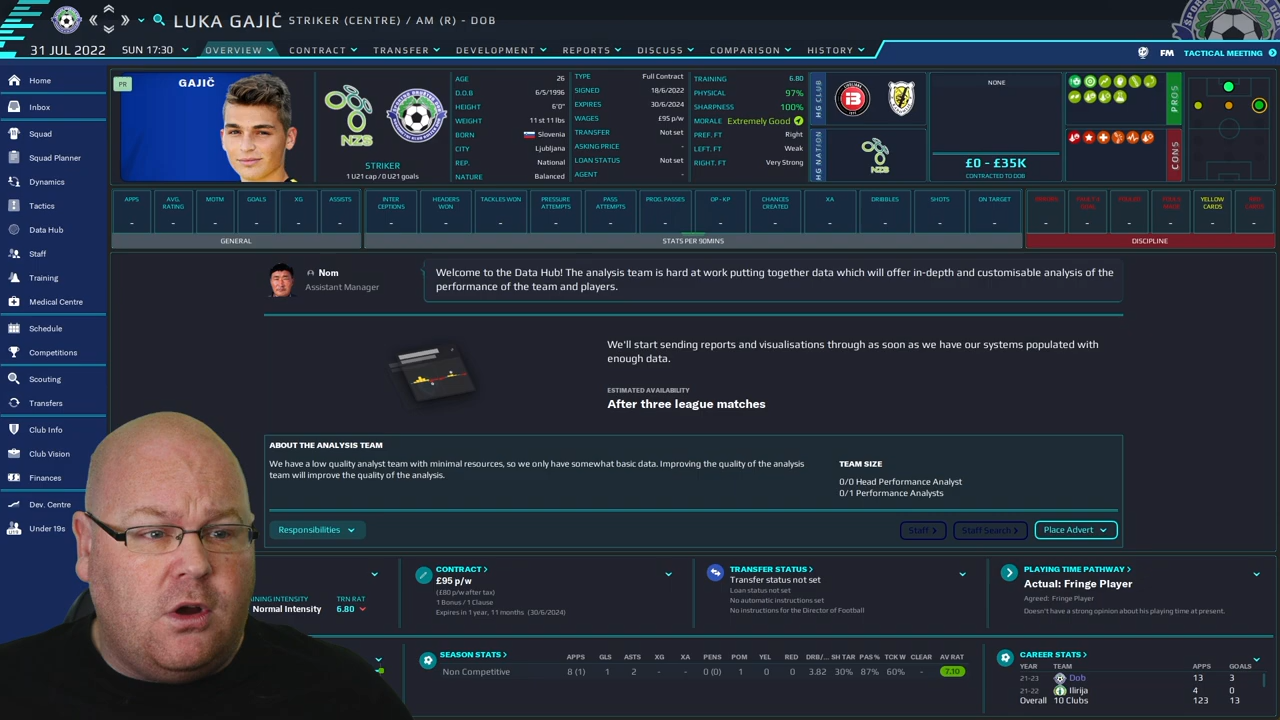 LUKA GAJIČ STRIKER (CENTRE) / AM (R) - DOB
31 JUL 2022 SUN 17:30
OVERVIEW CONTRACT TRANSFER DEVELOPMENT REPORTS DISCUSS COMPARISON HISTORY
FM TACTICAL MEETING
Home
Inbox
Squad
Squad Planner
Dynamics
Tactics
Data Hub
Staff
Training
Medical Centre
Schedule
Competitions
Scouting
Transfers
Club Info
Club Vision
Finances
Dev. Centre
Under 19s
PR
GAJIČ
NZS
STRIKER
1 U21 cap / 0 U21 goals
AGE 26
D.O.B 6/5/1996
HEIGHT 6'0"
WEIGHT 11 st 11 lbs
BORN Slovenia
CITY Ljubljana
REP. National
NATURE Balanced
TYPE Full Contract
SIGNED 18/6/2022
EXPIRES 30/6/2024
WAGES £95 p/w
TRANSFER Not set
ASKING PRICE -
LOAN STATUS Not set
AGENT -
TRAINING 6.80
PHYSICAL 97%
SHARPNESS 100%
MORALE Extremely Good
PREF. FT Right
LEFT. FT Weak
RIGHT. FT Very Strong
HG CLUB
HG NATION
NZS
NONE
£0 - £35K
CONTRACTED TO DOB
PROS
CONS
APPS AVG. RATING MOTM GOALS XG ASSISTS
INTER CEPTIONS HEADERS WON TACKLES WON PRESSURE ATTEMPTS PASS ATTEMPTS PROG. PASSES OP - KP CHANCES CREATED XA DRIBBLES SHOTS ON TARGET
YELLOW CARDS
GENERAL STATS PER 90MINS DISCIPLINE
Nom
Assistant Manager
Welcome to the Data Hub! The analysis team is hard at work putting together data which will offer in-depth and customisable analysis of the
performance of the team and players.
We'll start sending reports and visualisations through as soon as we have our systems populated with
enough data.
ESTIMATED AVAILABILITY
After three league matches
ABOUT THE ANALYSIS TEAM
We have a low quality analyst team with minimal resources, so we only have somewhat basic data. Improving the quality of the analysis
team will improve the quality of the analysis.
TEAM SIZE
0/0 Head Performance Analyst
0/1 Performance Analysts
Responsibilities
Staff > Staff Search > Place Advert
INING INTENSITY TRN RAT
Normal Intensity 6.80
CONTRACT >
£95 p/w
(£80 p/w after tax)
1 Bonus / 1 Clause
Expires in 1 year, 11 months (30/6/2024)
TRANSFER STATUS >
Transfer status not set
Loan status not set
No automatic instructions set
No instructions for the Director of Football
PLAYING TIME PATHWAY >
Actual: Fringe Player
Agreed: Fringe Player
Doesn't have a strong opinion about his playing time at present.
SEASON STATS > APPS GLS ASTS XG XA PENS POM YEL RED DRB/... SH TAR PAS % TCK W CLEAR AV RAT
Non Competitive 8 (1) 1 2 - - 0 (0) 1 0 0 3.82 30% 87% 60% - 7.10
CAREER STATS >
YEAR TEAM APPS GOALS
21-23 Dob 13 3
21-22 Ilirija 4 0
Overall 10 Clubs 123 13